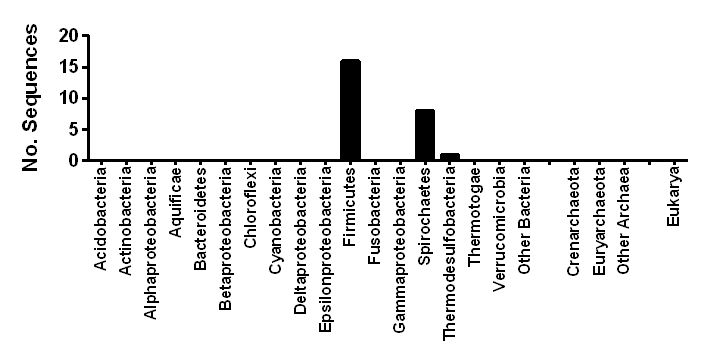 No. Sequences
20
15
10
5
0
Acidobacteria
Actinobacteria
Alphaproteobacteria
Aquificae
Bacteroidetes
Betaproteobacteria
Chloroflexi
Cyanobacteria
Deltaproteobacteria
Epsilonproteobacteria
Firmicutes
Fusobacteria
Gammaproteobacteria
Spirochaetes
Thermodesulfobacteria
Thermotogae
Verrucomicrobia
Other Bacteria
Crenarchaeota
Euryarchaeota
Other Archaea
Eukarya